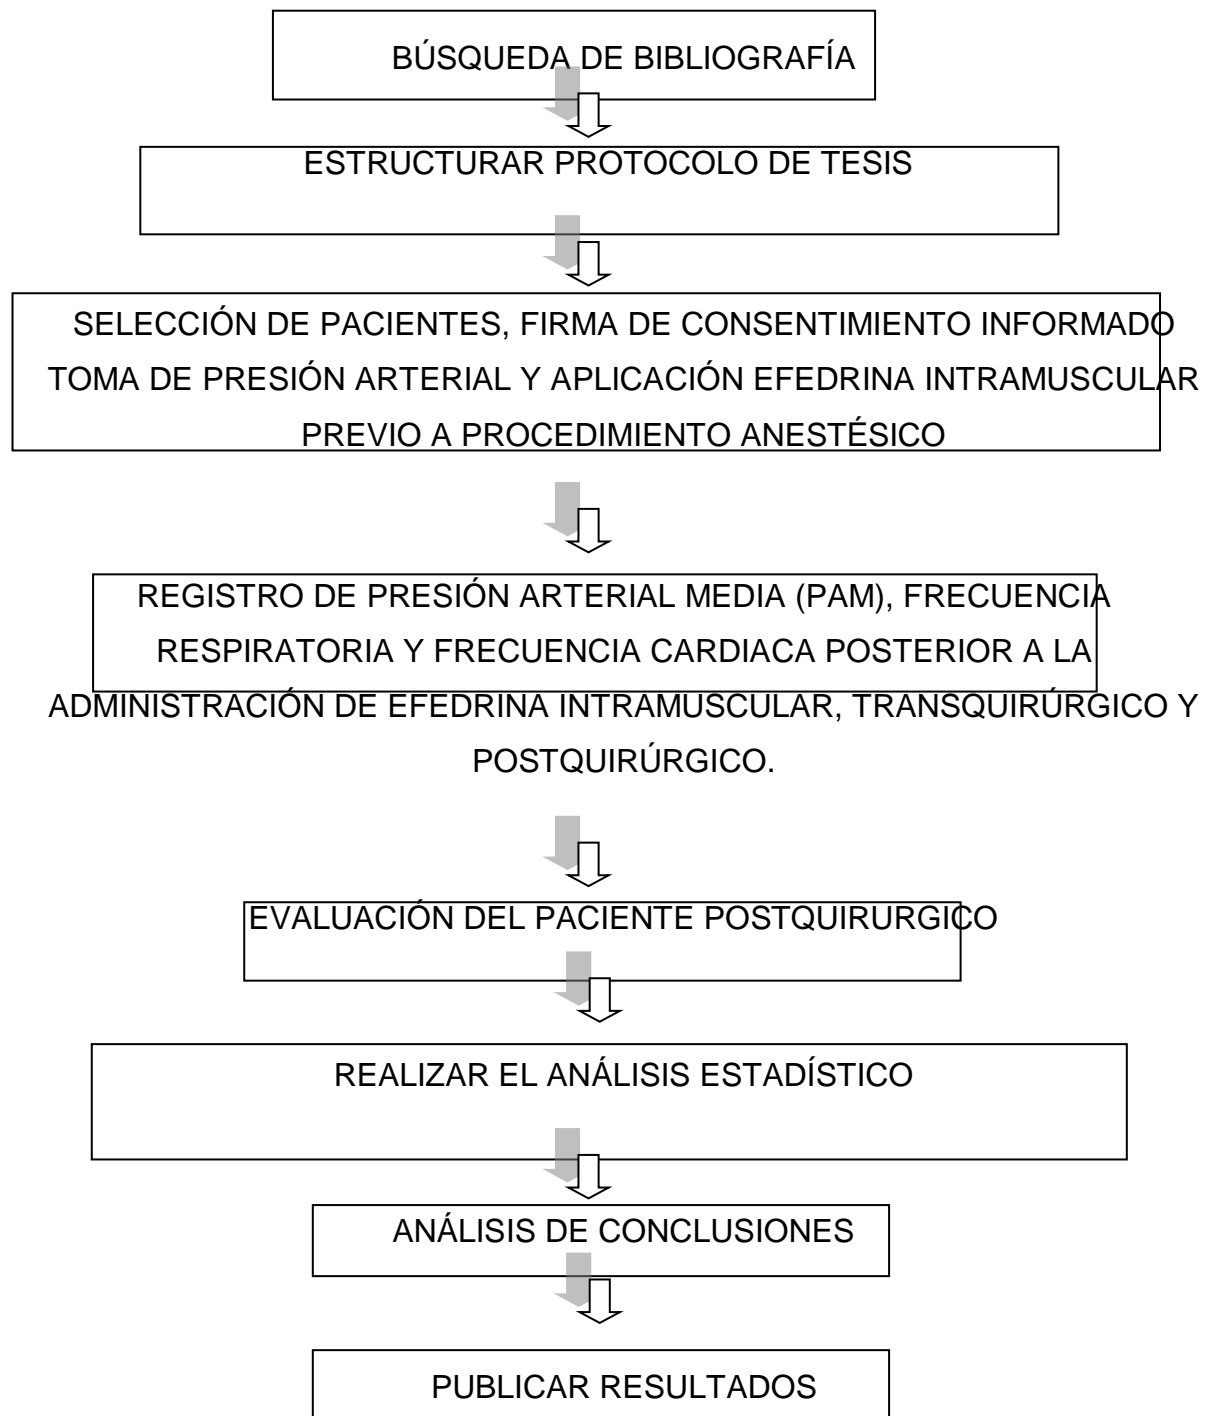 BÚSQUEDA DE BIBLIOGRAFÍA
ESTRUCTURAR PROTOCOLO DE TESIS
SELECCIÓN DE PACIENTES, FIRMA DE CONSENTIMIENTO INFORMADO
TOMA DE PRESIÓN ARTERIAL Y APLICACIÓN EFEDRINA INTRAMUSCULAR
PREVIO A PROCEDIMIENTO ANESTÉSICO
REGISTRO DE PRESIÓN ARTERIAL MEDIA (PAM), FRECUENCIA
RESPIRATORIA Y FRECUENCIA CARDIACA POSTERIOR A LA
ADMINISTRACIÓN DE EFEDRINA INTRAMUSCULAR, TRANSQUIRÚRGICO Y
POSTQUIRÚRGICO.
EVALUACIÓN DEL PACIENTE POSTQUIRURGICO
REALIZAR EL ANÁLISIS ESTADÍSTICO
ANÁLISIS DE CONCLUSIONES
PUBLICAR RESULTADOS